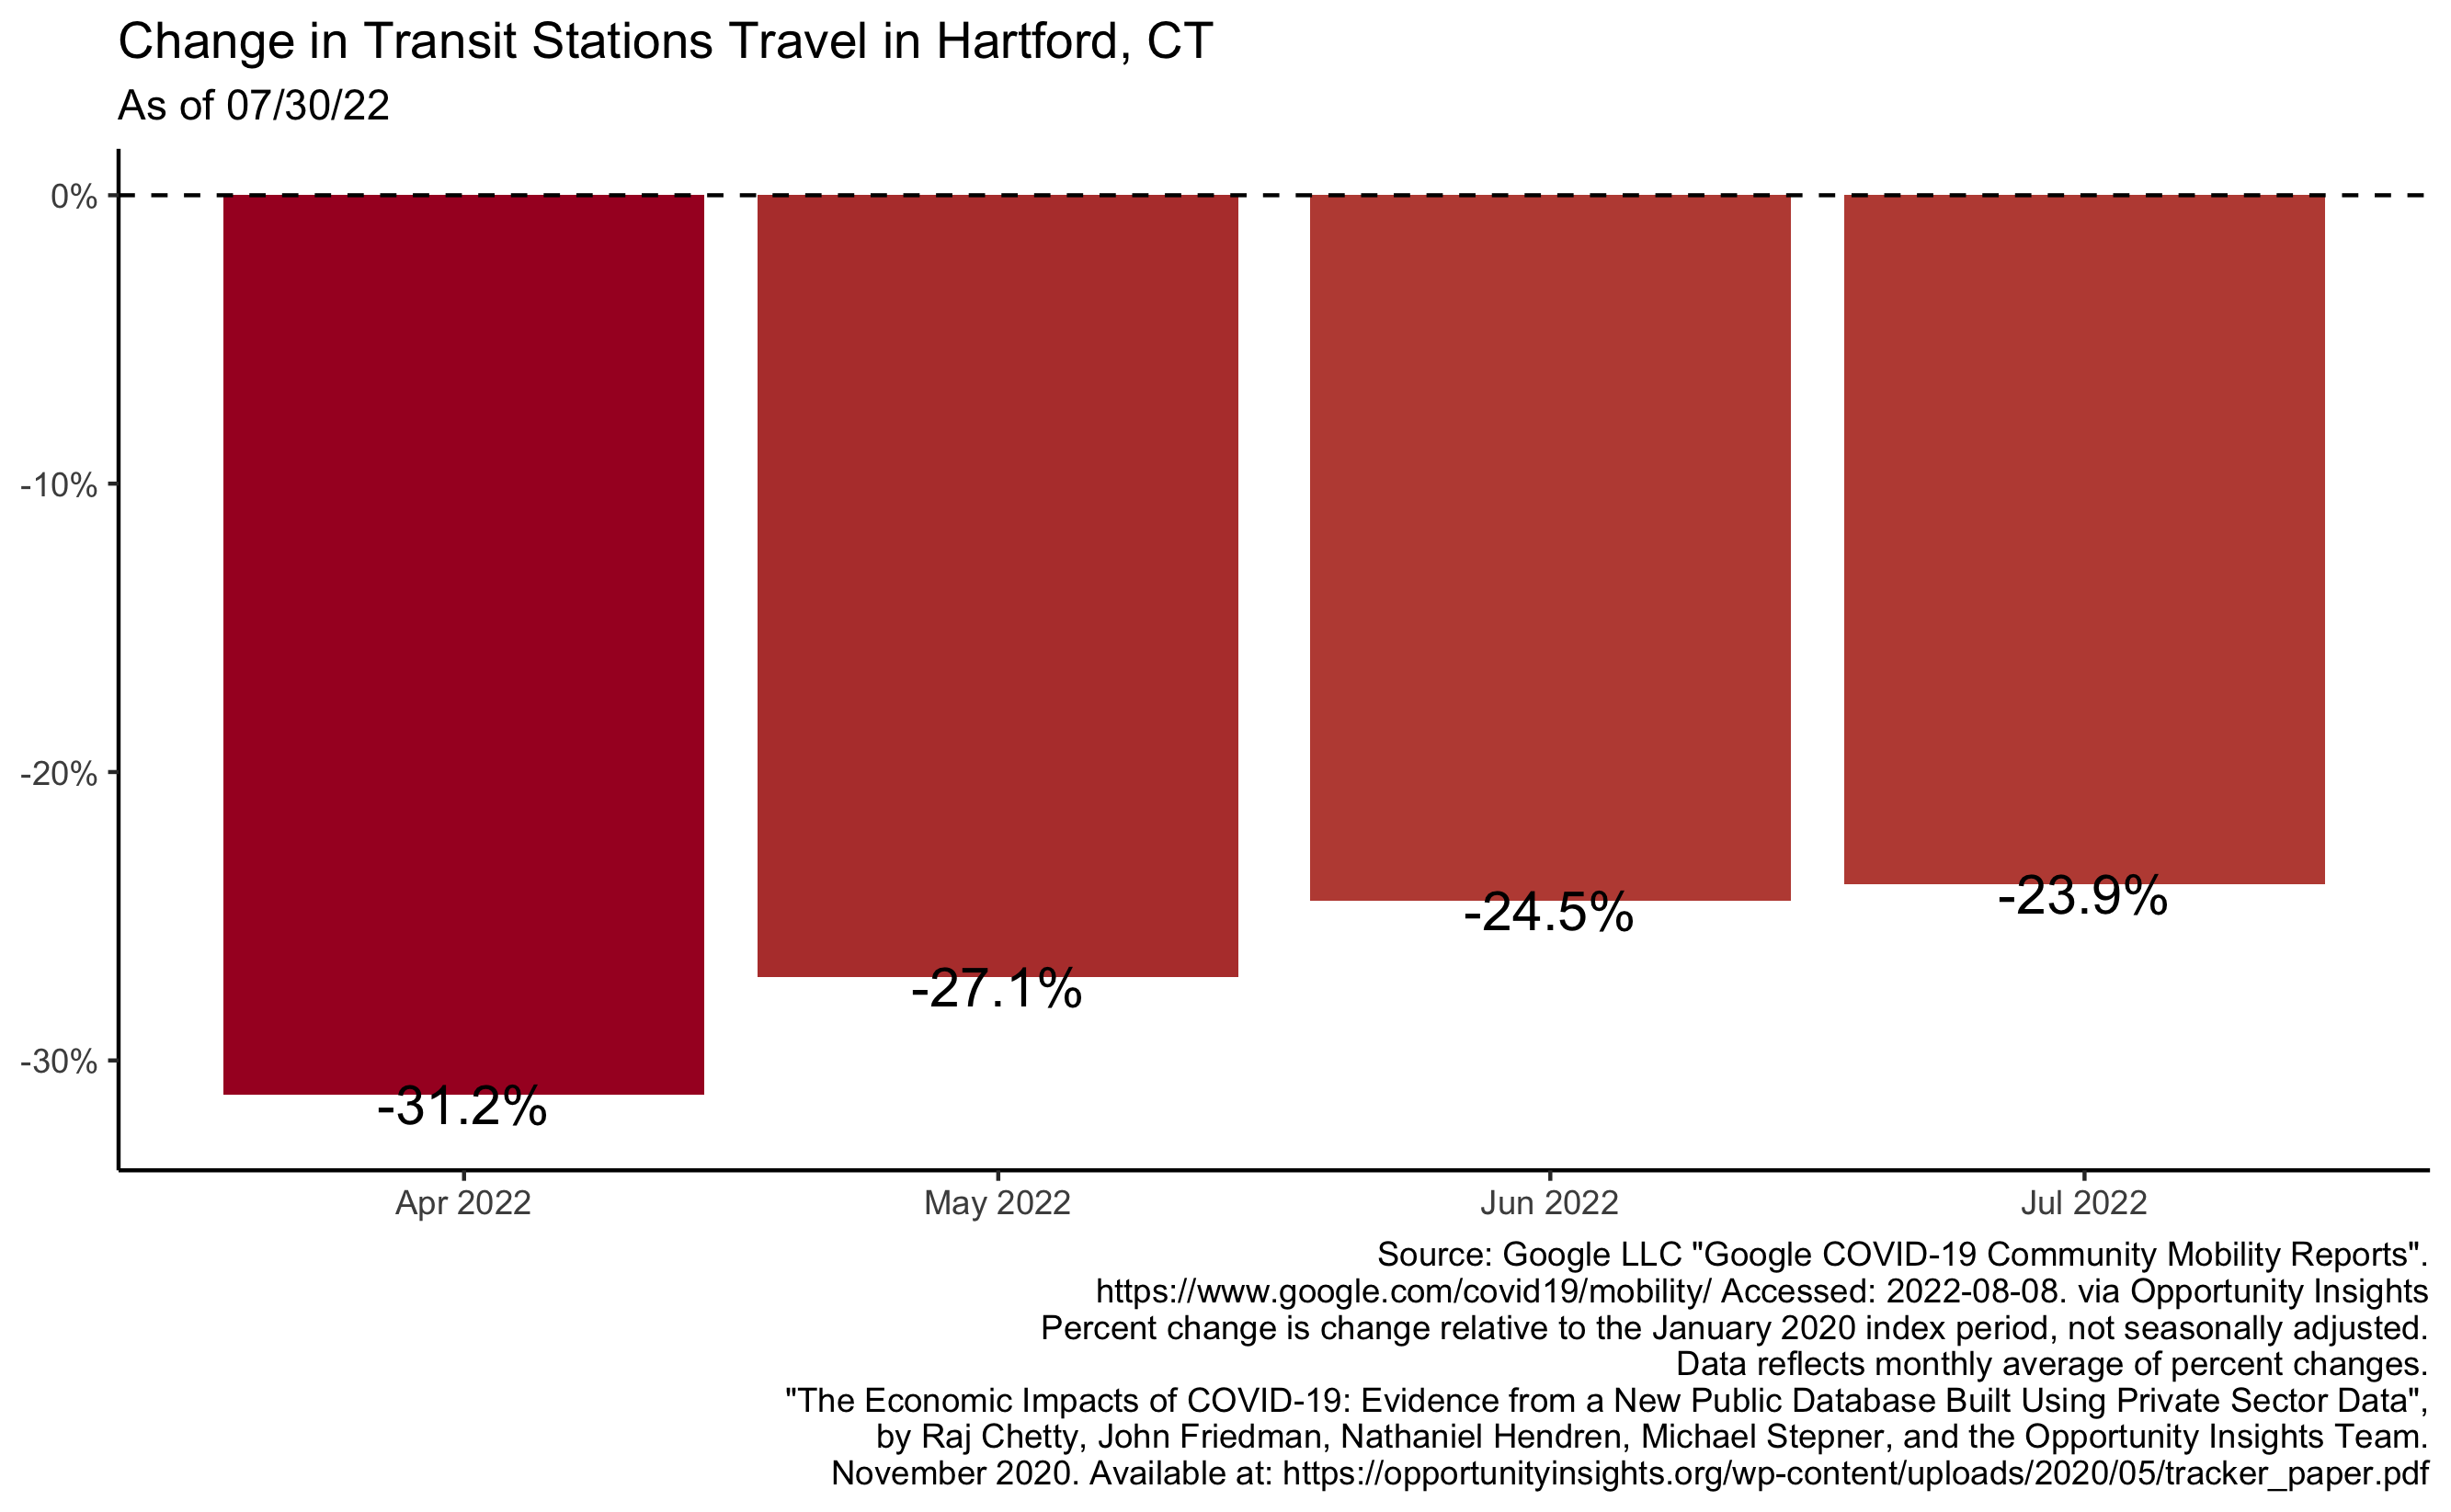 Change in Transit Stations Travel in Hartford, CT
As of 07/30/22
0%
-10%
-20%
-30%
-31.2%
-27.1%
-24.5%
-23.9%
Apr 2022
May 2022
Jun 2022
Jul 2022
Source: Google LLC "Google COVID-19 Community Mobility Reports".
https://www.google.com/covid19/mobility/ Accessed: 2022-08-08. via Opportunity Insights
Percent change is change relative to the January 2020 index period, not seasonally adjusted.
Data reflects monthly average of percent changes.
"The Economic Impacts of COVID-19: Evidence from a New Public Database Built Using Private Sector Data",
by Raj Chetty, John Friedman, Nathaniel Hendren, Michael Stepner, and the Opportunity Insights Team.
November 2020. Available at: https://opportunityinsights.org/wp-content/uploads/2020/05/tracker_paper.pdf